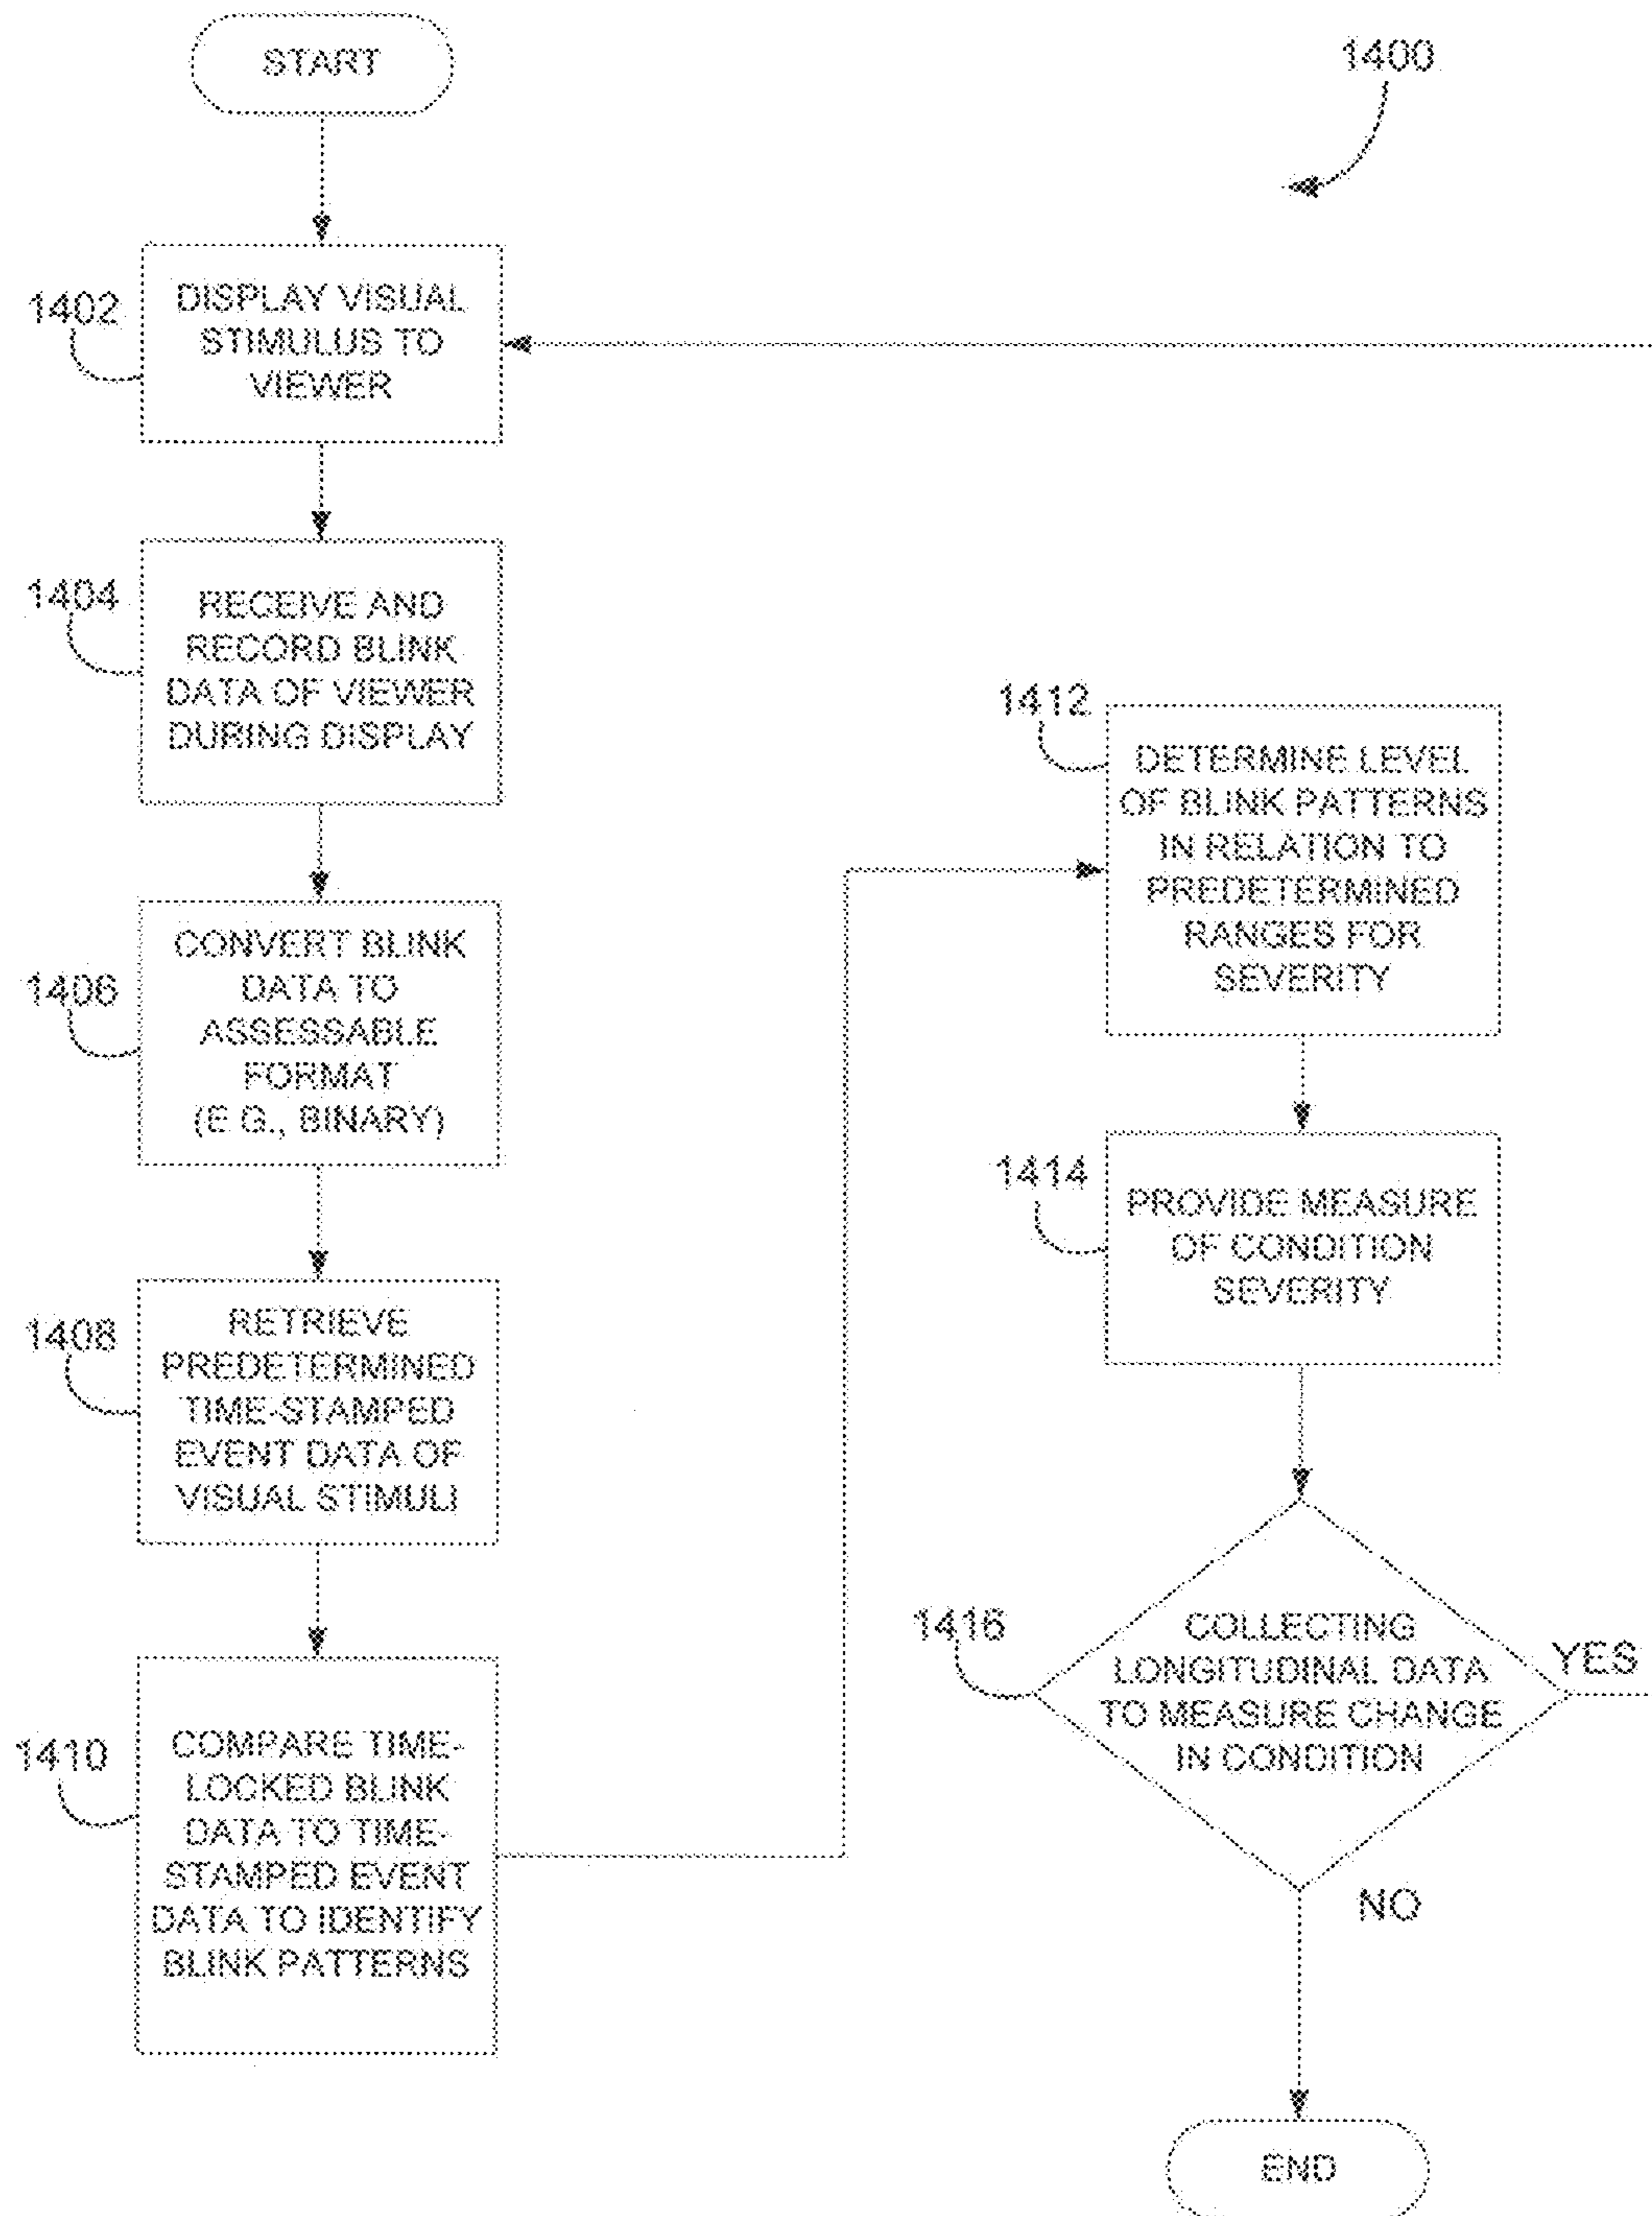 START
1400
1402
DISPLAY VISUAL
STIMULUS TO
VIEWER
1404
RECEIVE AND
RECORD BLINK
DATA OF VIEWER
DURING DISPLAY
1406
CONVERT BLINK
DATA TO
ASSESSABLE
FORMAT
(E.G., BINARY)
1408
RETRIEVE
PREDETERMINED
TIME-STAMPED
EVENT DATA OF
VISUAL STIMULI
1410
COMPARE TIME-
LOCKED BLINK
DATA TO TIME-
STAMPED EVENT
DATA TO IDENTIFY
BLINK PATTERNS
1412
DETERMINE LEVEL
OF BLINK PATTERNS
IN RELATION TO
PREDETERMINED
RANGES FOR
SEVERITY
1414
PROVIDE MEASURE
OF CONDITION
SEVERITY
1416
COLLECTING
LONGITUDINAL DATA
TO MEASURE CHANGE
IN CONDITION
YES
NO
END